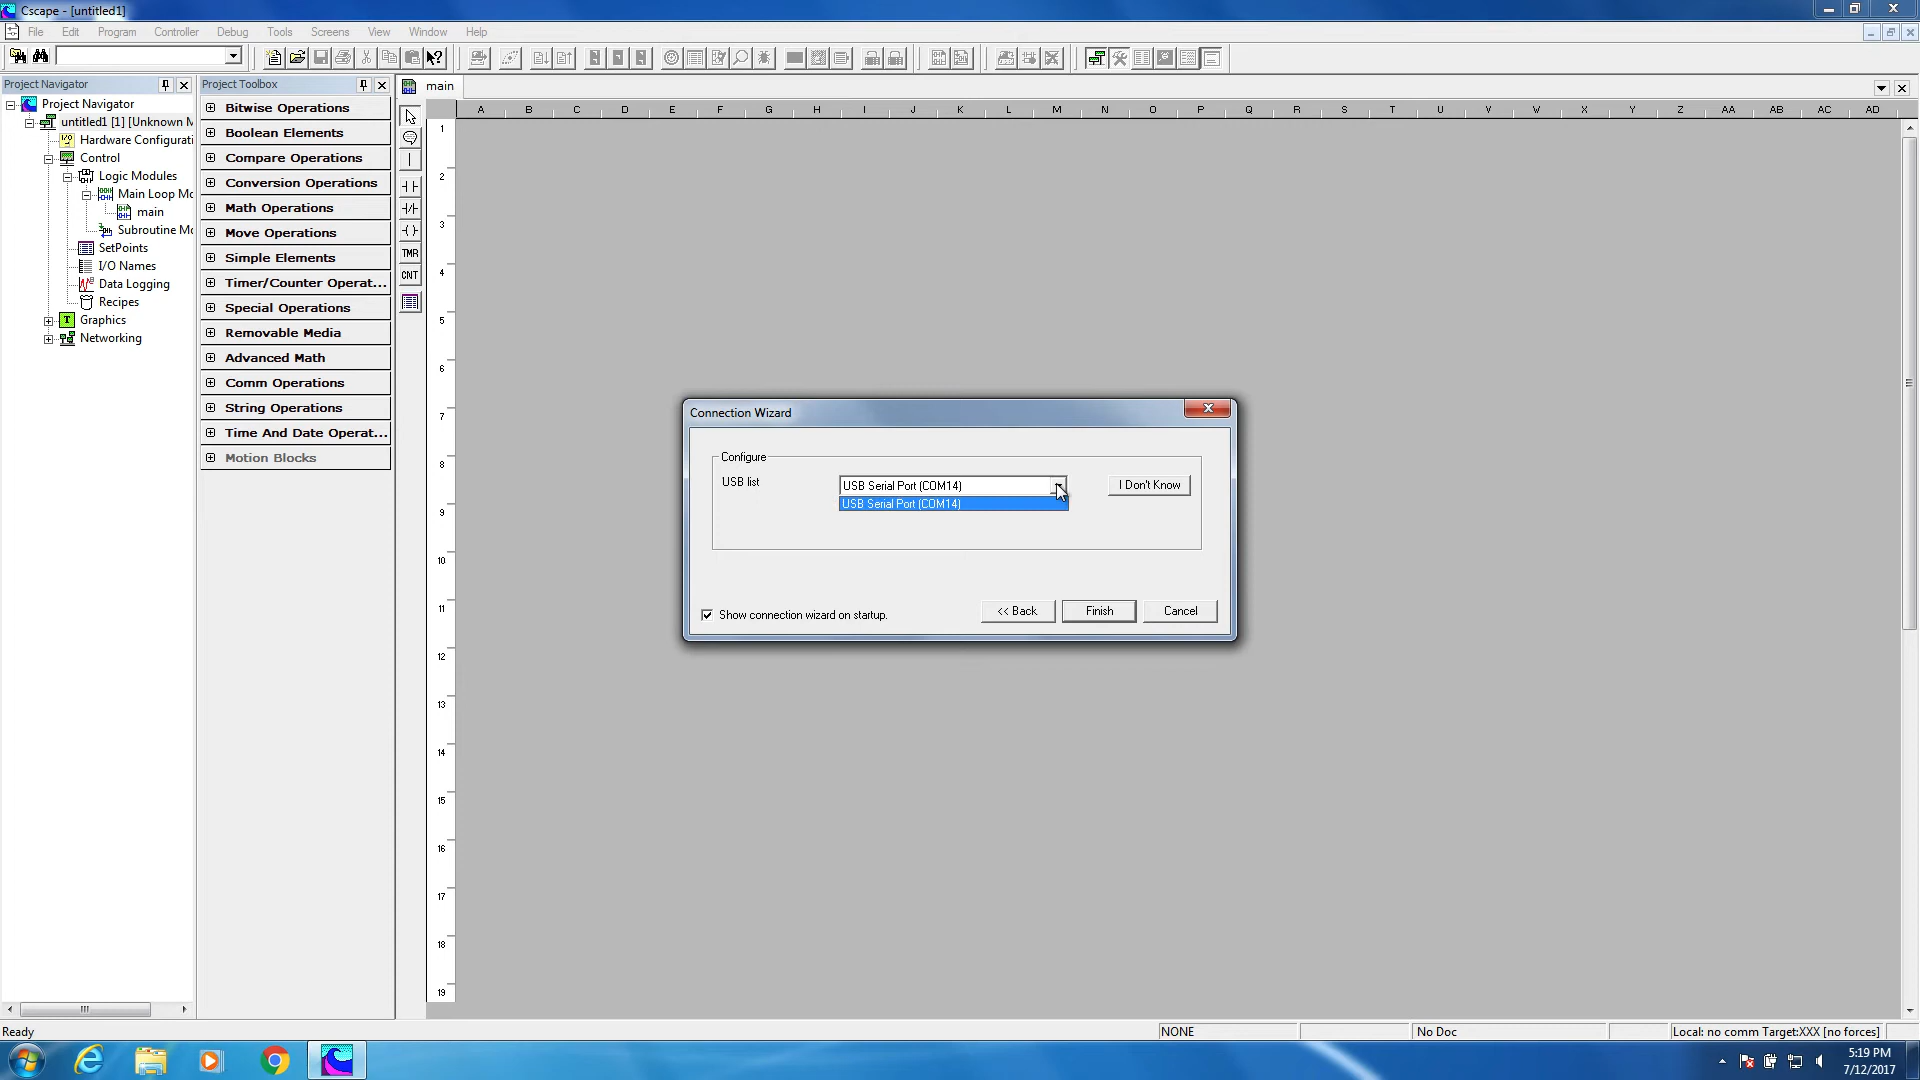 Cscape - [untitled1]
File Edit Program Controller Debug Tools Screens View Window Help
Project Navigator
Project Navigator
untitled1 [1] [Unknown M
Hardware Configurati
Control
Logic Modules
Main Loop Mo
main
Subroutine Mo
SetPoints
I/O Names
Data Logging
Recipes
Graphics
Networking
Project Toolbox
Bitwise Operations
Boolean Elements
Compare Operations
Conversion Operations
Math Operations
Move Operations
Simple Elements
Timer/Counter Operat...
Special Operations
Removable Media
Advanced Math
Comm Operations
String Operations
Time And Date Operat...
Motion Blocks
main
TMR
CNT
A B C D E F G H I J K L M N O P Q R S T U V W X Y Z AA AB AC AD
1
2
3
4
5
6
7
8
9
10
11
12
13
14
15
16
17
18
19
Connection Wizard
Configure
USB list
USB Serial Port (COM14)
I Don't Know
USB Serial Port (COM14)
Show connection wizard on startup.
<< Back
Finish
Cancel
Ready
NONE
No Doc
Local: no comm Target:XXX [no forces]
5:19 PM
7/12/2017